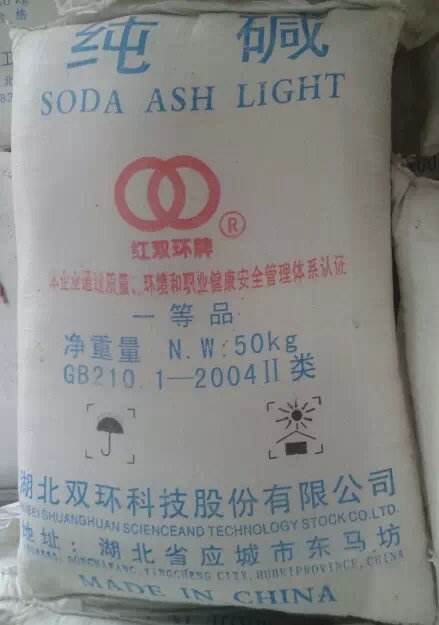 纯碱
SODA ASH LIGHT
®
红双环牌
本企业通过质量、环境和职业健康安全管理体系认证
一等品
净重量 N.W:50kg
GB210.1—2004Ⅱ类
湖北双环科技股份有限公司
SHUANGHUAN SCIENCEAND TECHNOLOGY STOCK CO.LTD.
地址:湖北省应城市东马坊
YINGCHENG CITY, HUBEI PROVINCE, CHINA
MADE IN CHINA